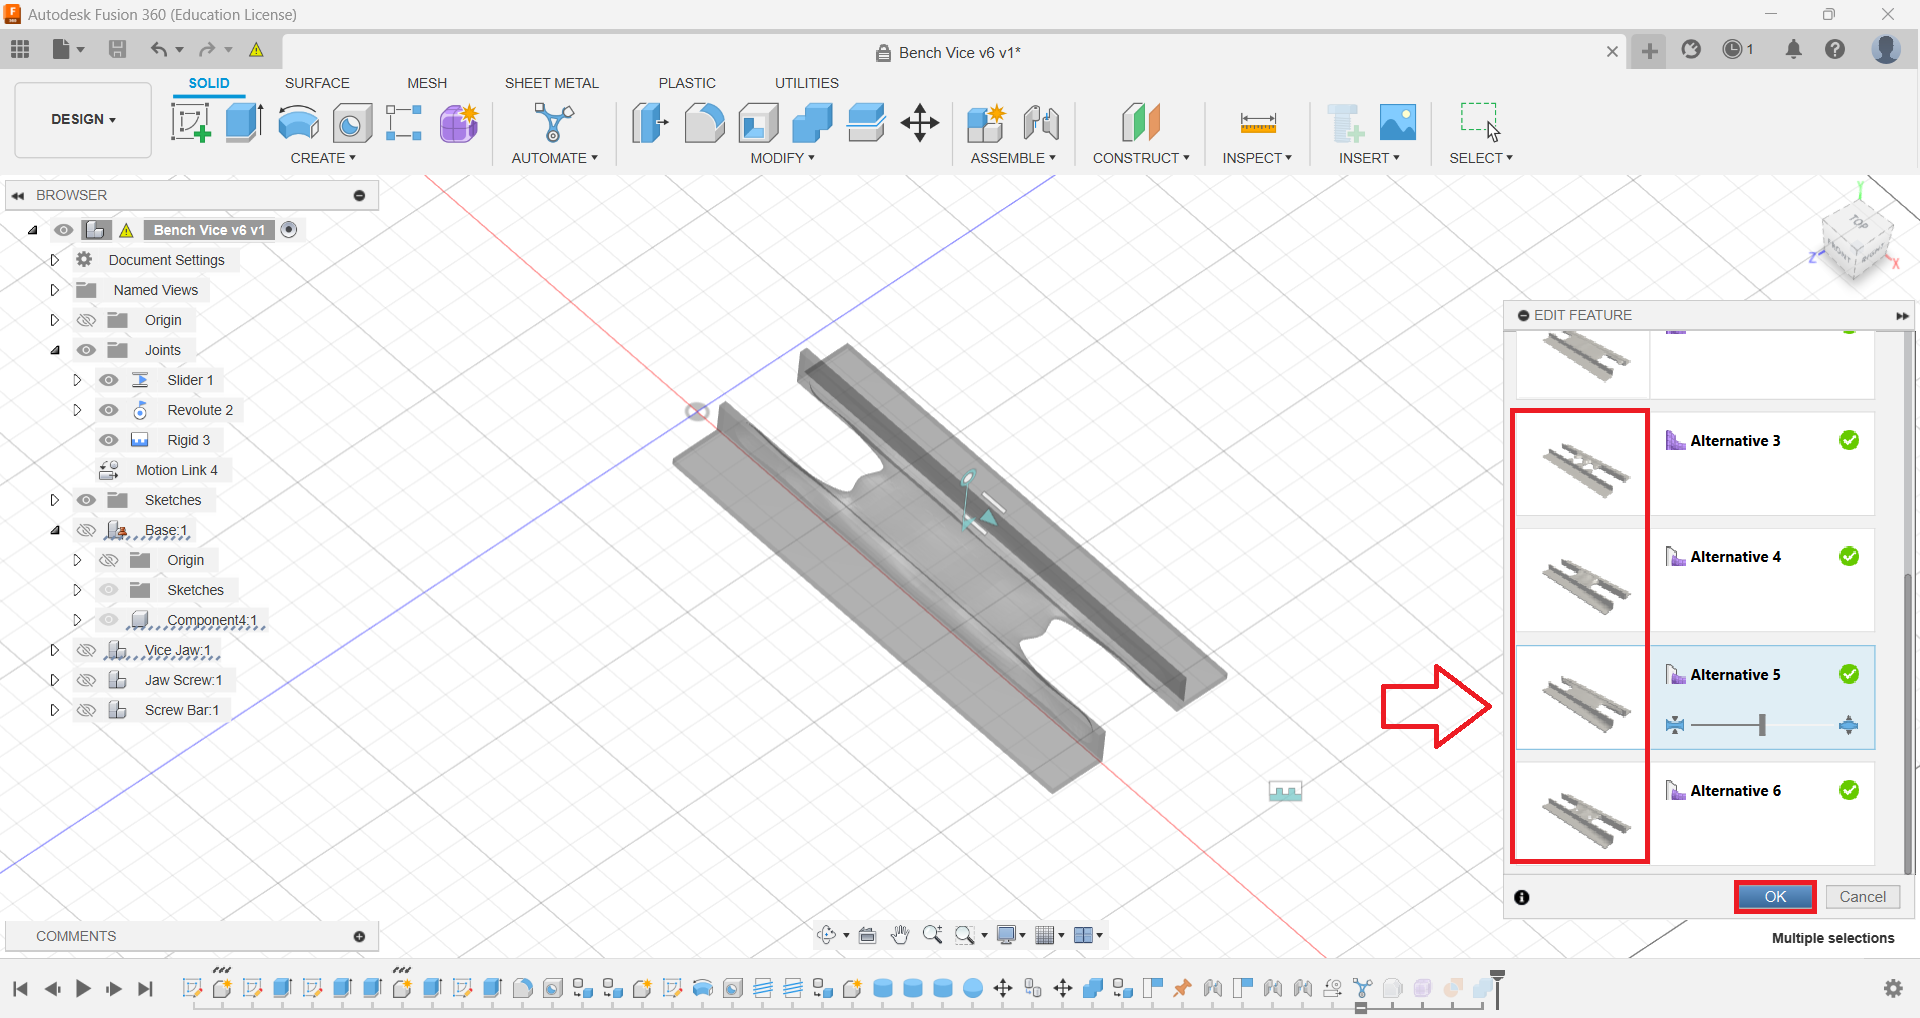 Autodesk Fusion 360 (Education License)
Bench Vice v6 v1*
1
SOLID
SURFACE
MESH
SHEET METAL
PLASTIC
UTILITIES
DESIGN
CREATE
AUTOMATE
MODIFY
ASSEMBLE
CONSTRUCT
INSPECT
INSERT
SELECT
BROWSER
Bench Vice v6 v1
Document Settings
Named Views
Origin
Joints
Slider 1
Revolute 2
Rigid 3
Motion Link 4
Sketches
Base:1
Origin
Sketches
Component4:1
Vice Jaw:1
Jaw Screw:1
Screw Bar:1
Y
TOP
FRONT
RIGHT
Z
X
EDIT FEATURE
Alternative 3
Alternative 4
Alternative 5
Alternative 6
OK
Cancel
Multiple selections
COMMENTS